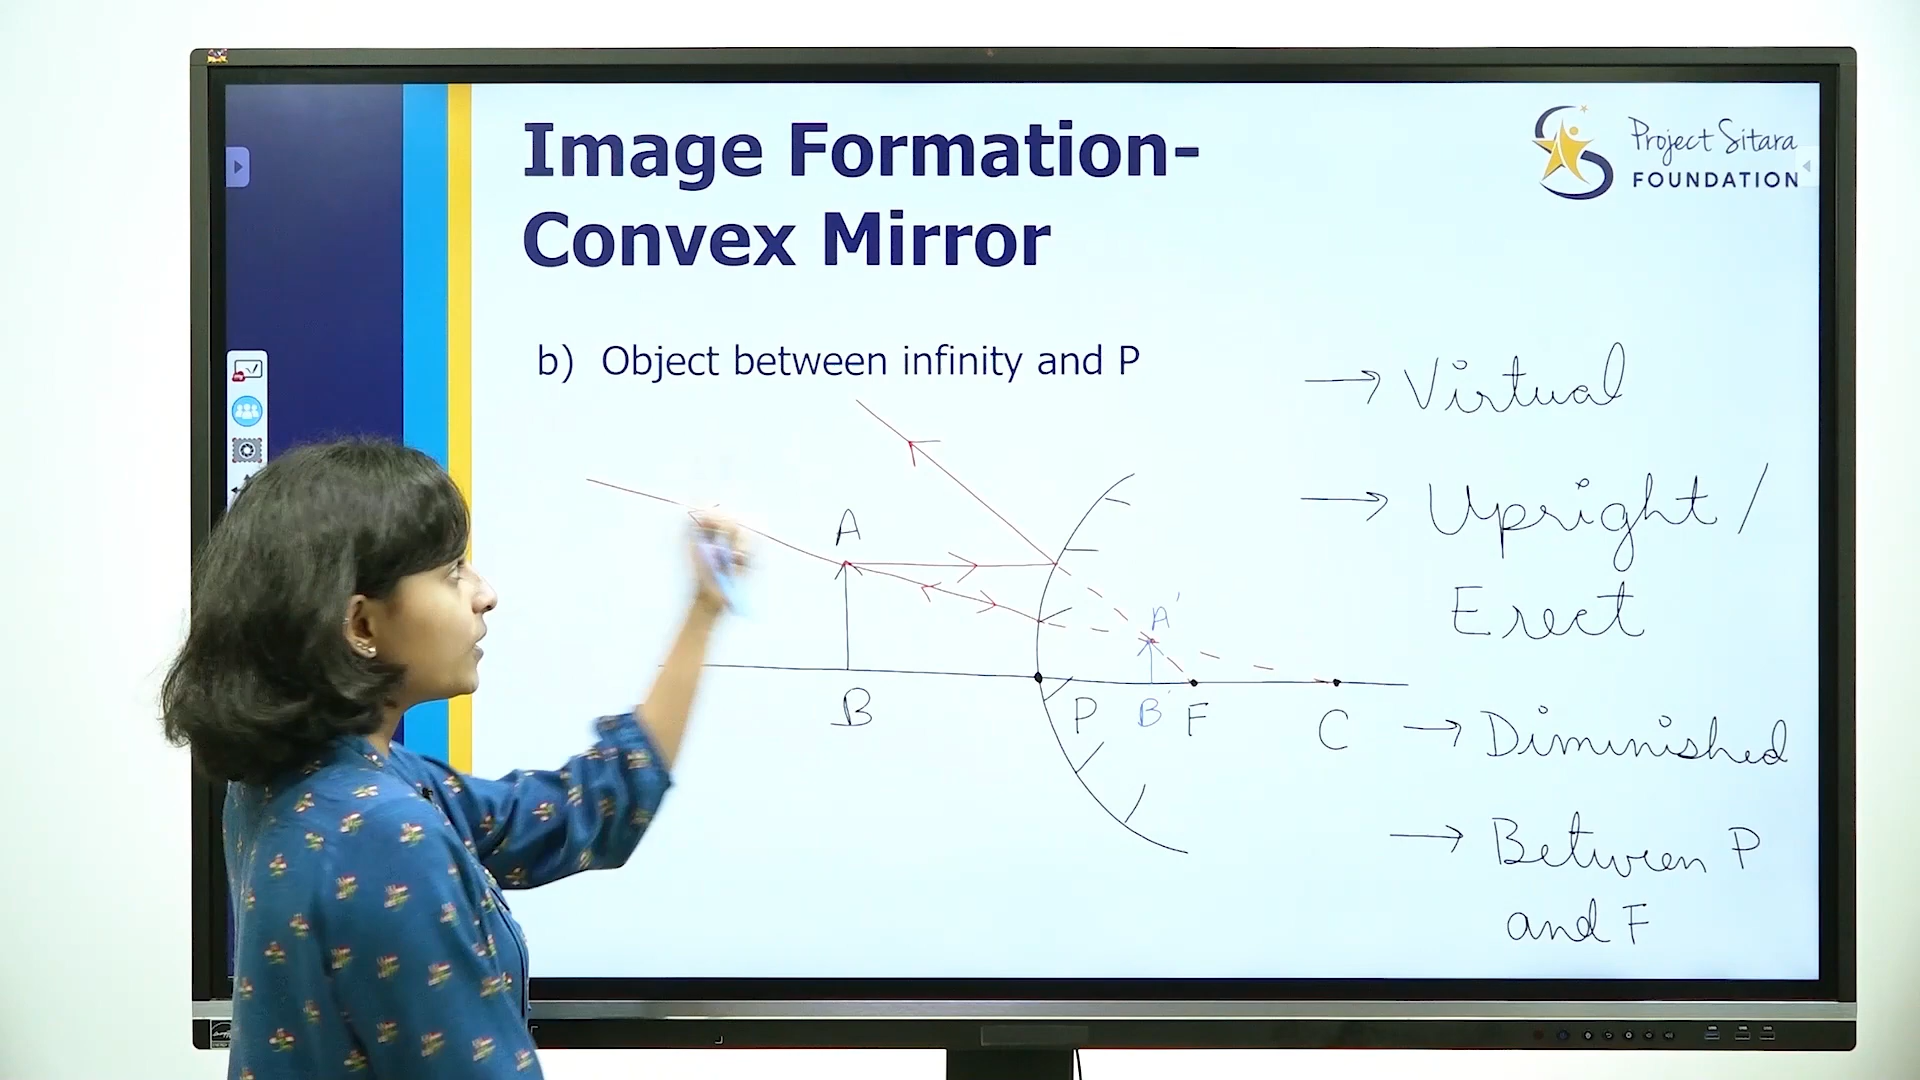 Image Formation-
Convex Mirror
Project Sitara
FOUNDATION
b) Object between infinity and P
→ Virtual
→ Upright /
Erect
→ Diminished
→ Between P
and F
A
A'
B
P
B'
F
C